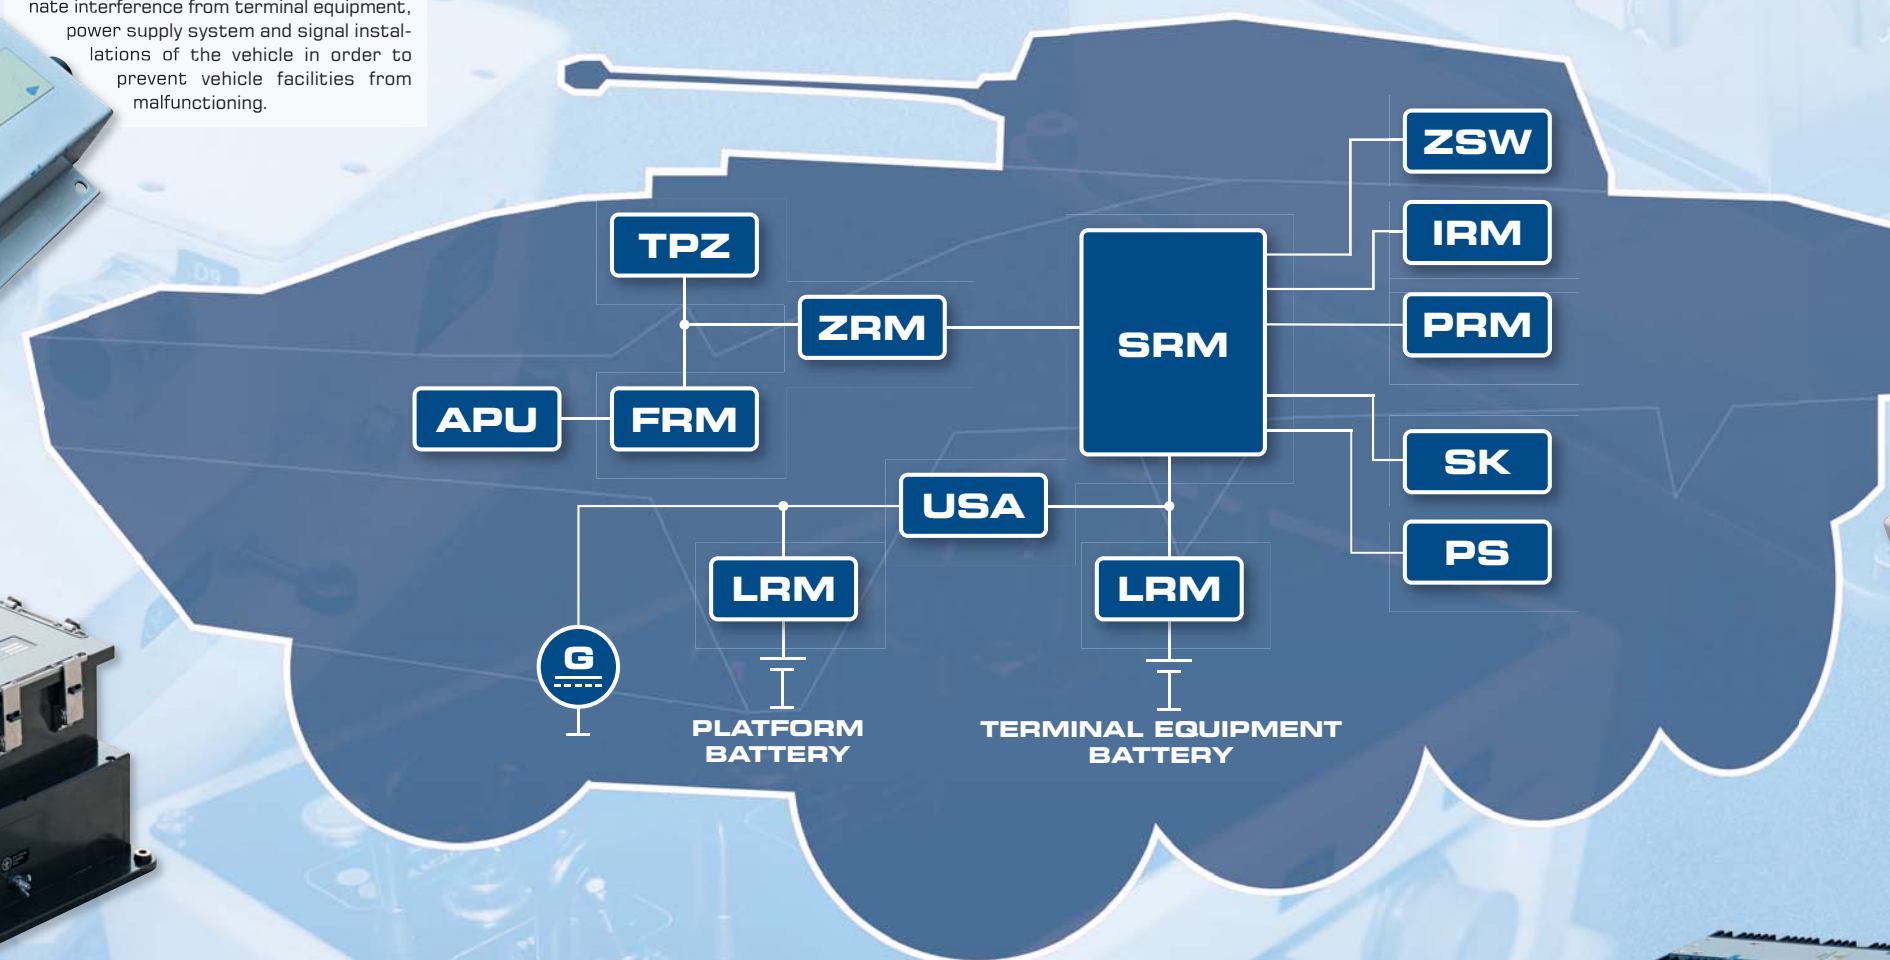 nate interference from terminal equipment,
power supply system and signal instal-
lations of the vehicle in order to
prevent vehicle facilities from
malfunctioning.
ZSW
TPZ
IRM
ZRM
PRM
SRM
APU
FRM
SK
USA
PS
LRM
LRM
G
PLATFORM
BATTERY
TERMINAL EQUIPMENT
BATTERY